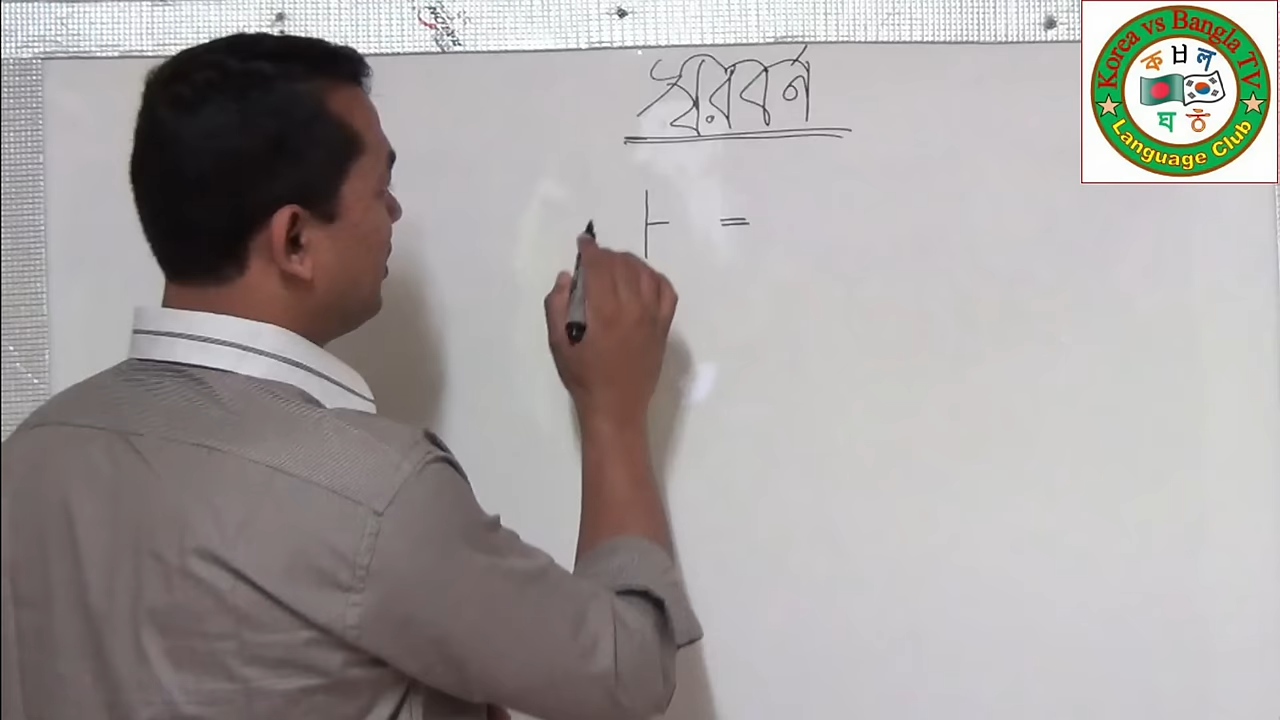 স্বরবর্ণ
ㅏ =
Korea vs Bangla TV
ক ㅂ ল
ঘ ㅎ
Language Club